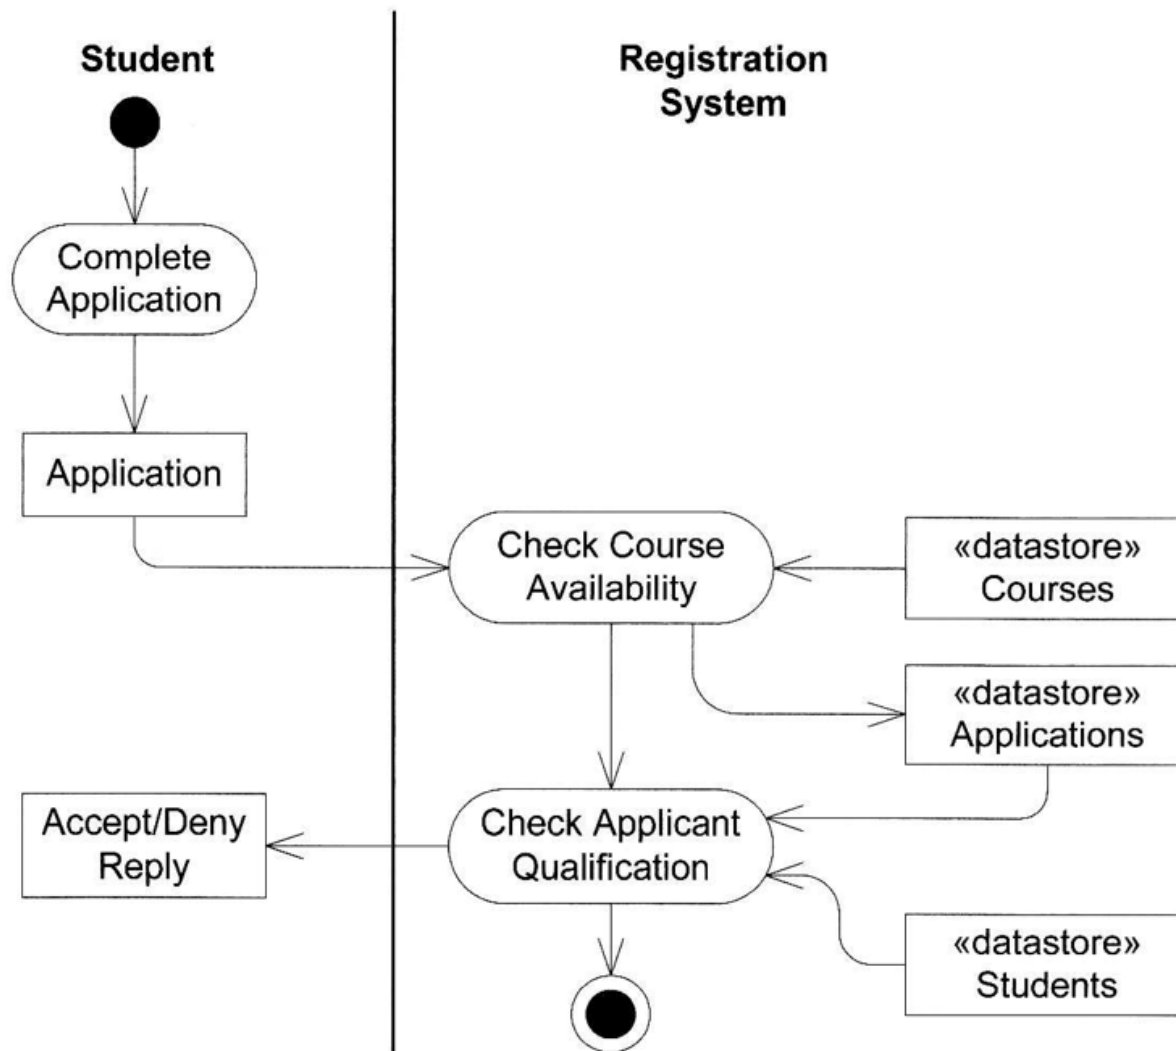 Student
Registration
System
Complete
Application
Application
Check Course
Availability
«datastore»
Courses
«datastore»
Applications
Accept/Deny
Reply
Check Applicant
Qualification
«datastore»
Students